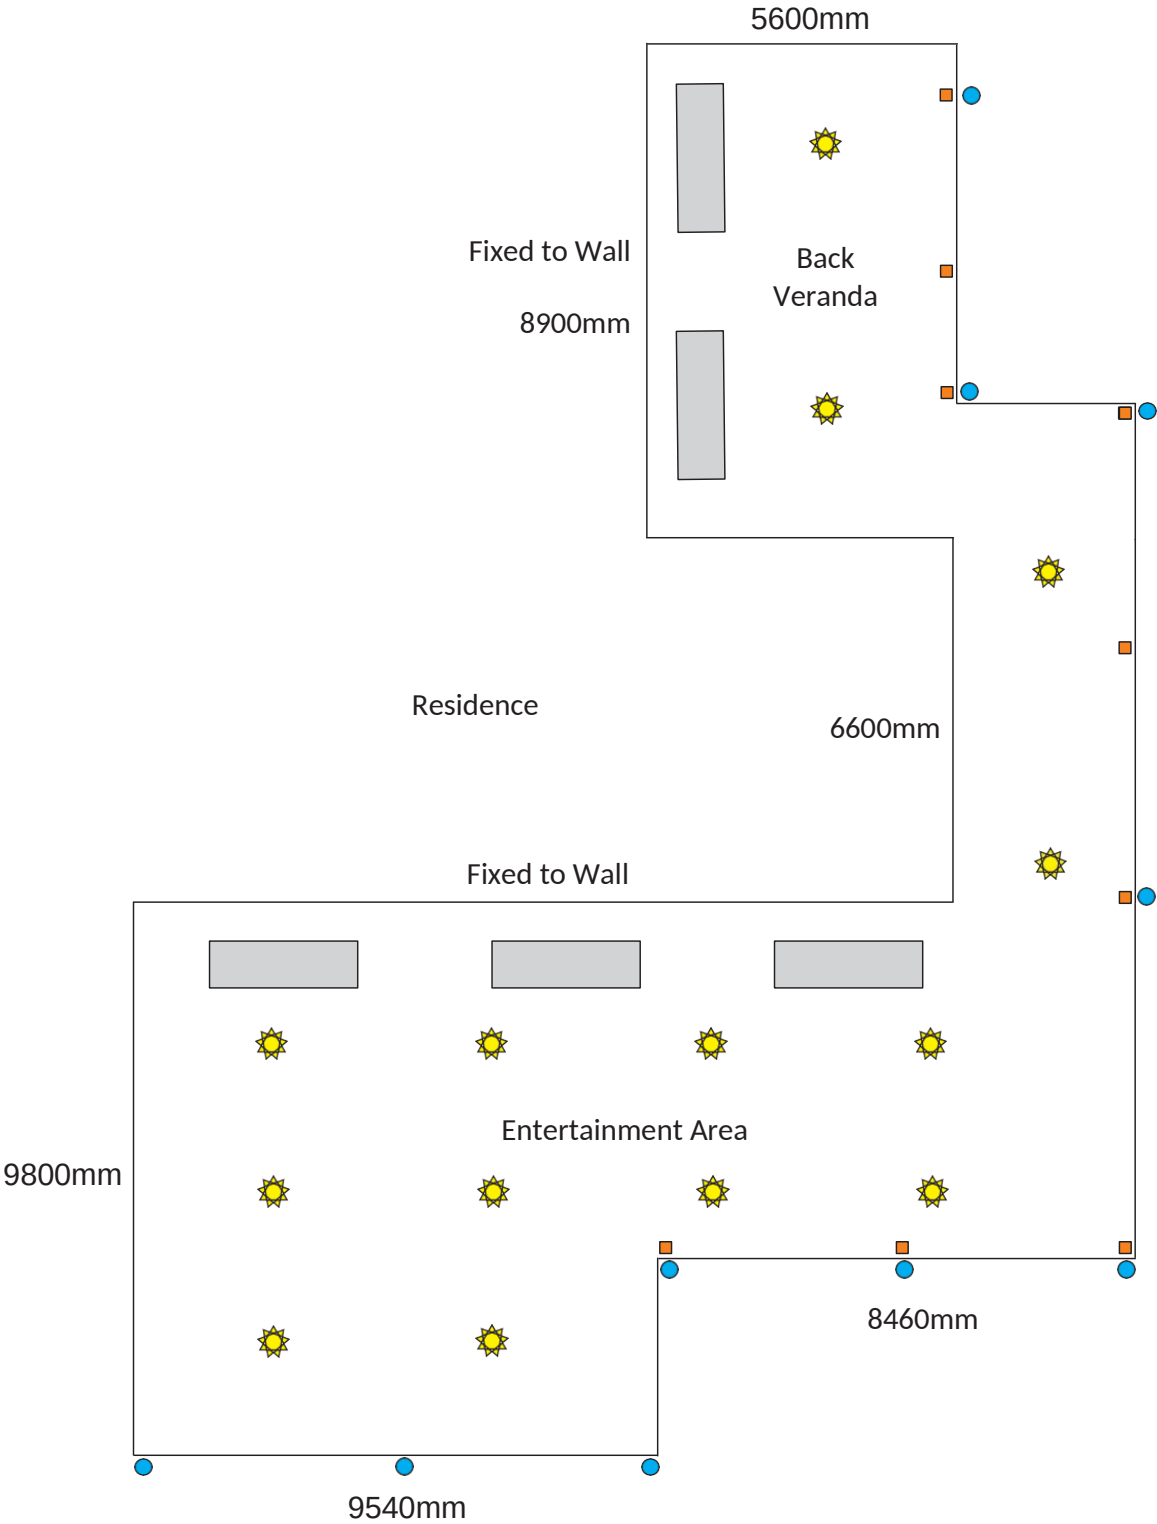 5600mm
Fixed to Wall
8900mm
Back
Veranda
Residence
6600mm
Fixed to Wall
Entertainment Area
9800mm
8460mm
9540mm